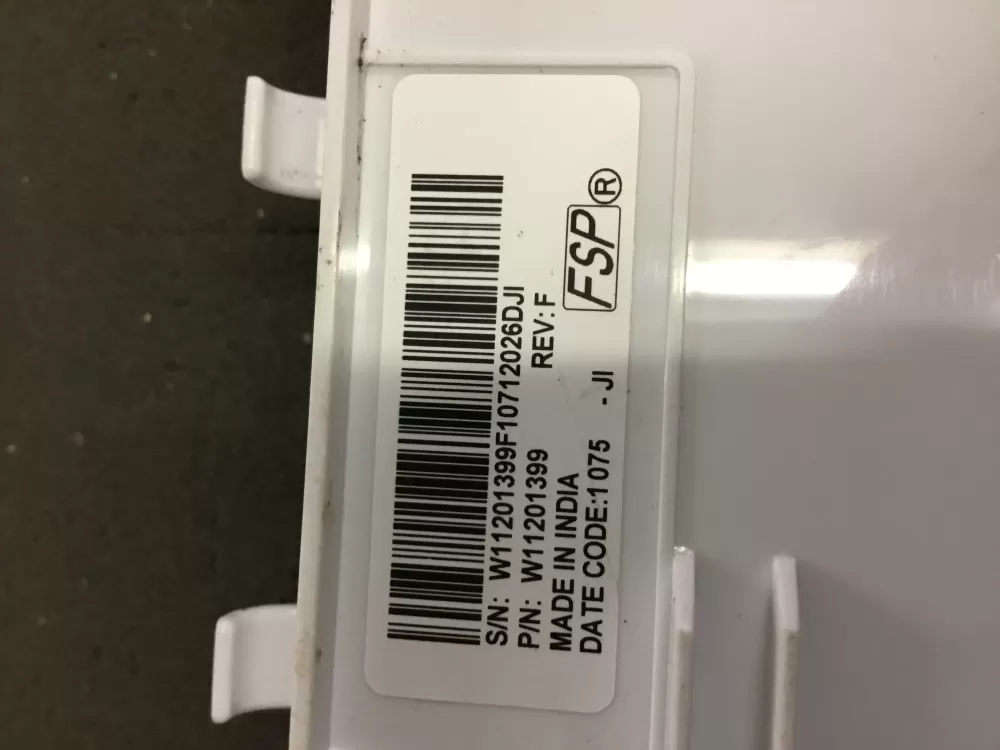 S/N: W11201399F10712026DJI
P/N: W11201399 REV: F
MADE IN INDIA
DATE CODE:1075 - JI
FSP®